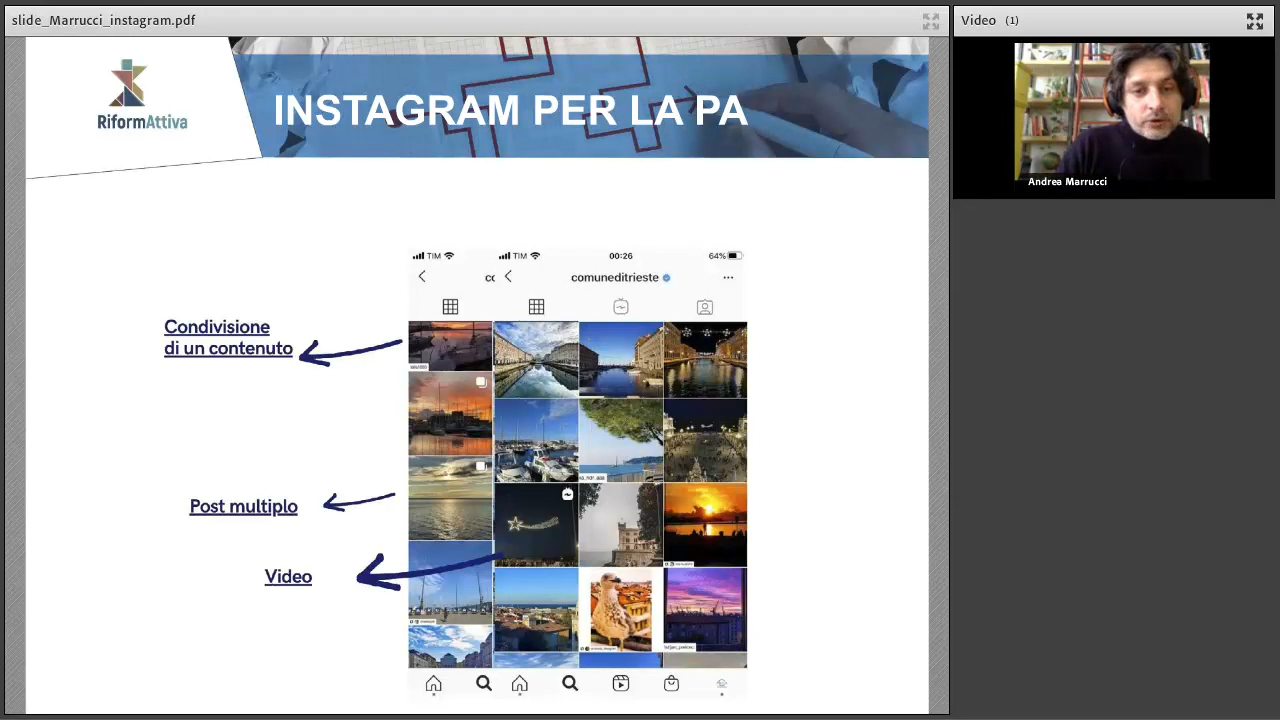 slide_Marrucci_instagram.pdf
Video (1)
RiformAttiva
INSTAGRAM PER LA PA
Andrea Marrucci
TIM
TIM
00:26
64%
comuneditrieste
Condivisione
di un contenuto
Post multiplo
Video